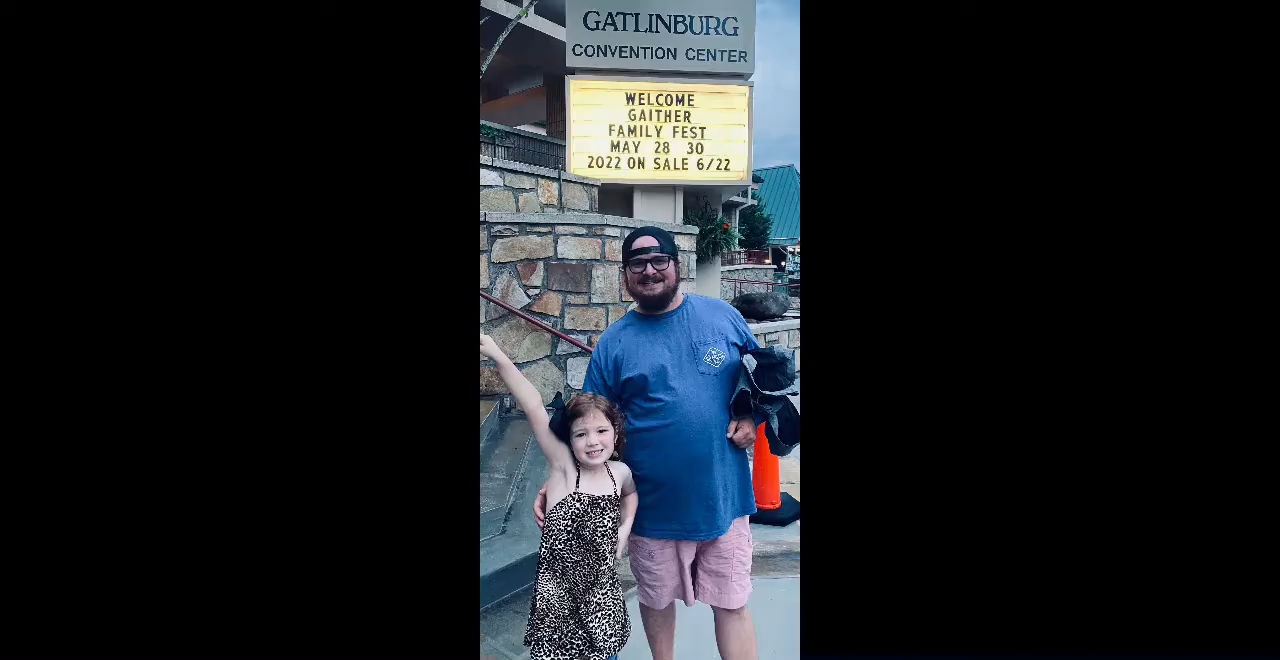 GATLINBURG
CONVENTION CENTER
WELCOME
GAITHER
FAMILY FEST
MAY 28 30
2022 ON SALE 6/22